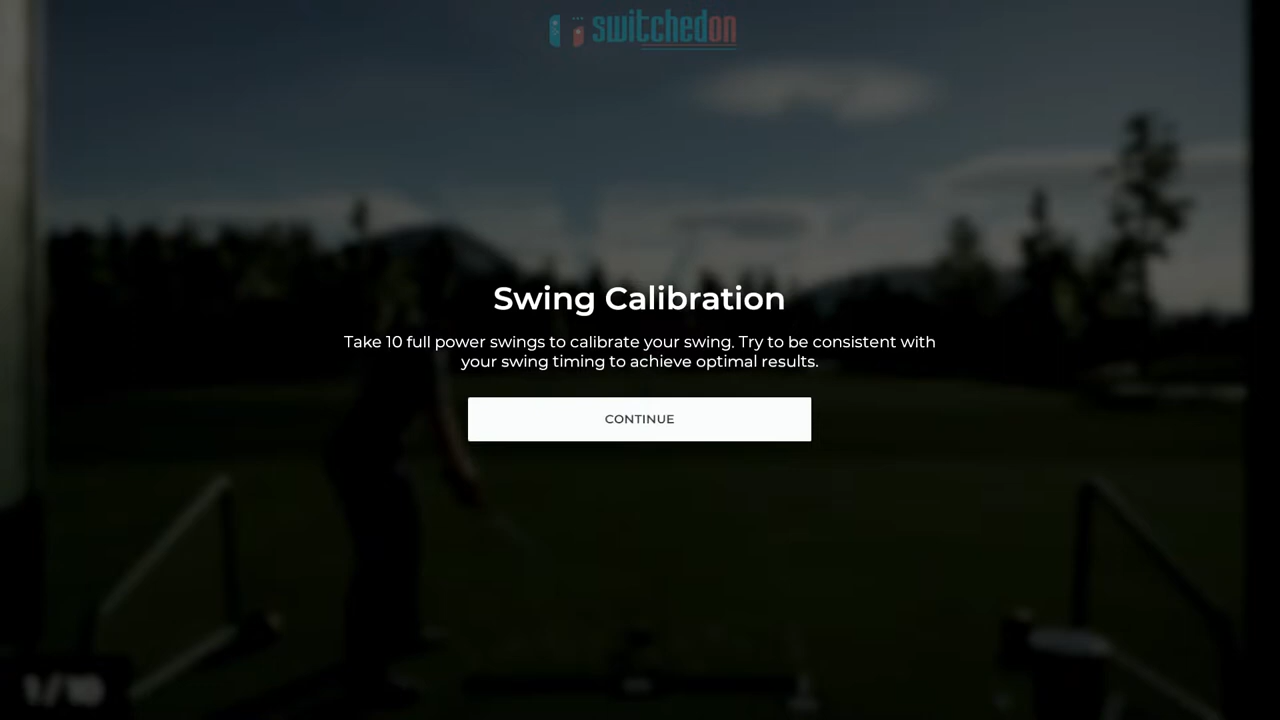 switchedon
Swing Calibration
Take 10 full power swings to calibrate your swing. Try to be consistent with
your swing timing to achieve optimal results.
CONTINUE
1/10